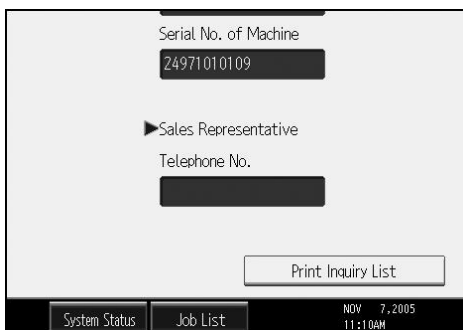 Serial No. of Machine
24971010109
▶Sales Representative
Telephone No.
Print Inquiry List
System Status
Job List
NOV 7,2005
11:10AM